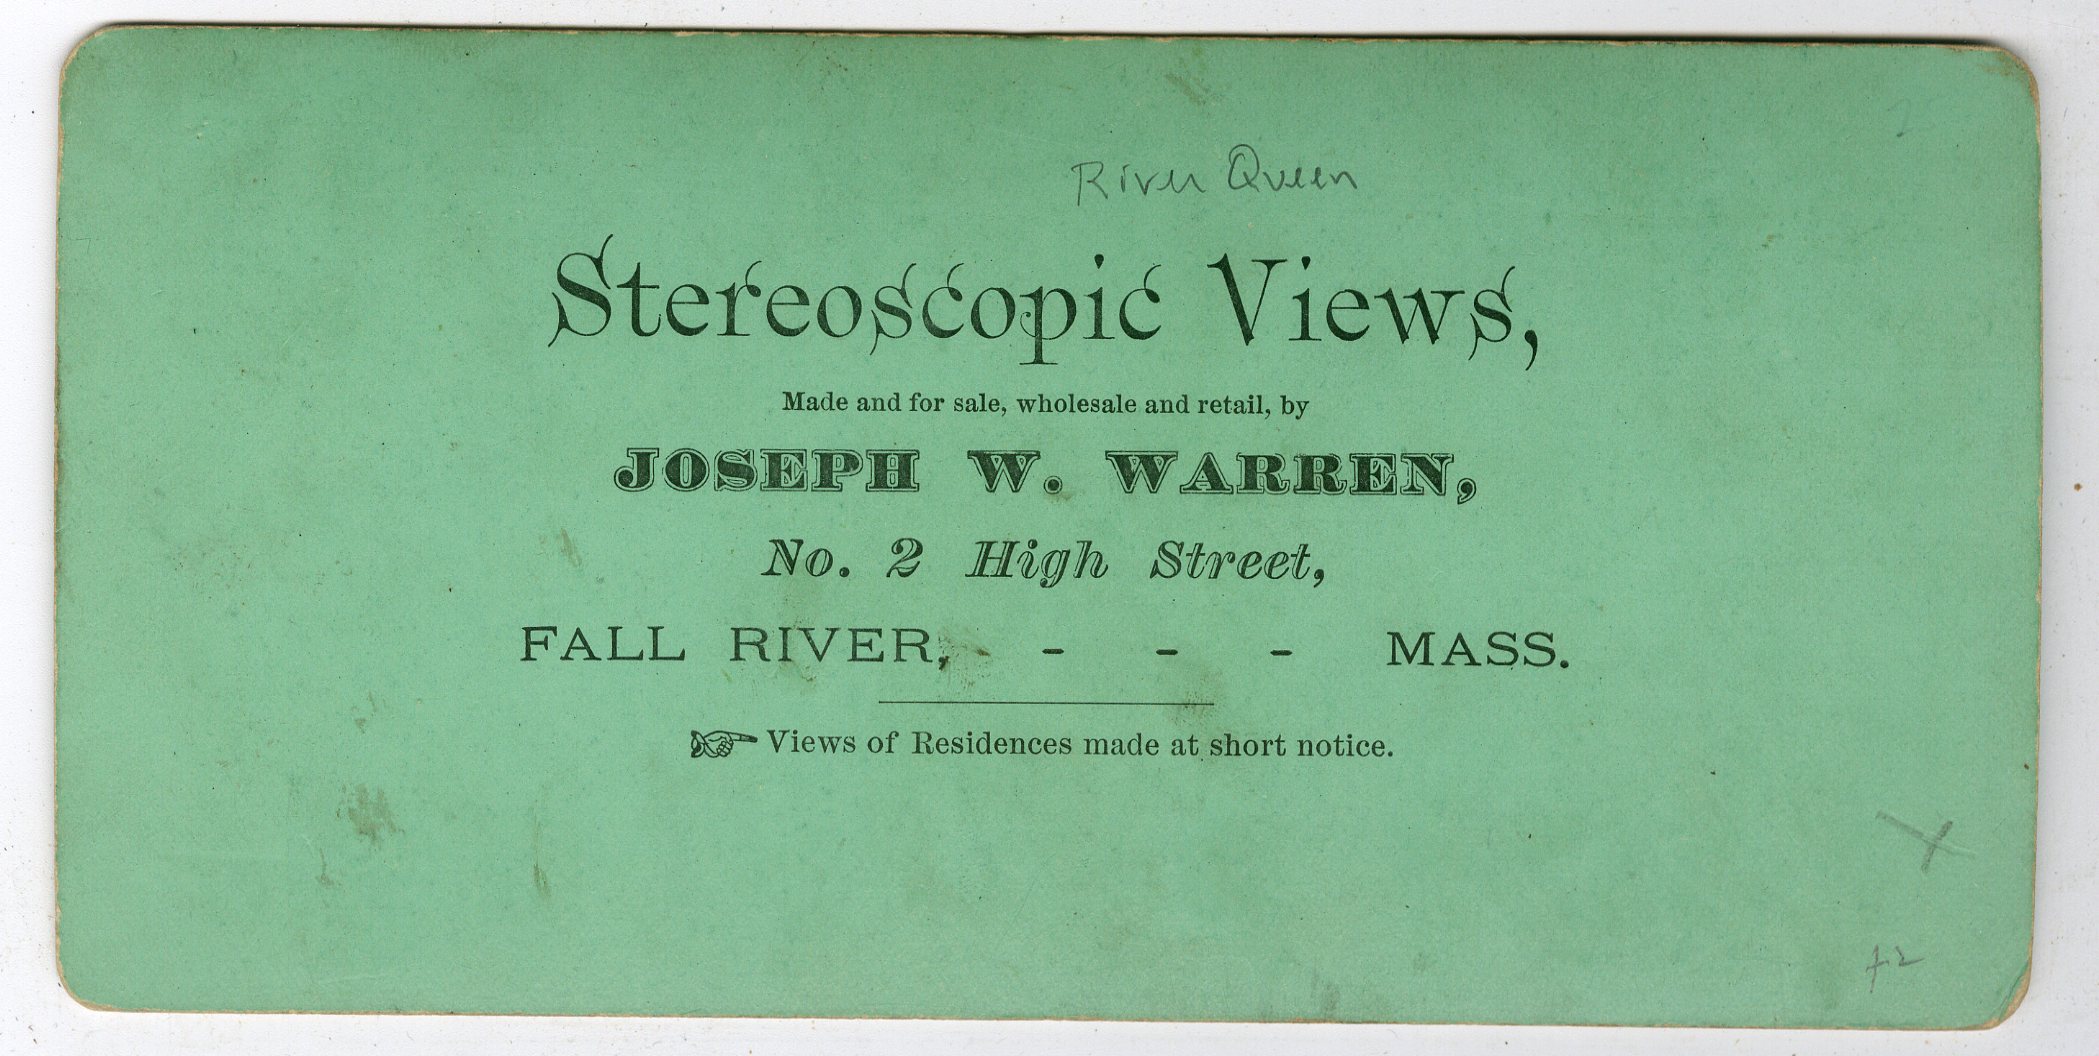 River Queen
Stereoscopic Views,
Made and for sale, wholesale and retail, by
JOSEPH W. WARREN,
No. 2 High Street,
FALL RIVER, - - - MASS.
Views of Residences made at short notice.